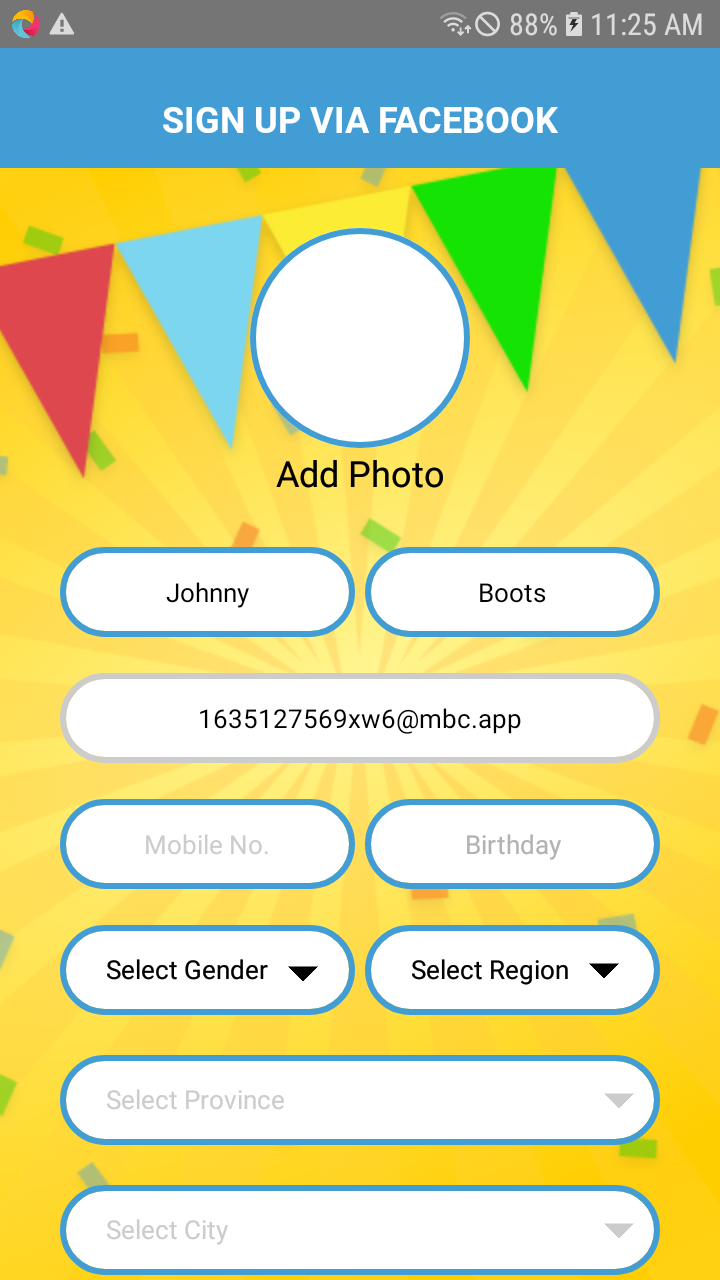 88% 11:25 AM
SIGN UP VIA FACEBOOK
Add Photo
Johnny Boots
1635127569xw6@mbc.app
Mobile No. Birthday
Select Gender Select Region
Select Province
Select City